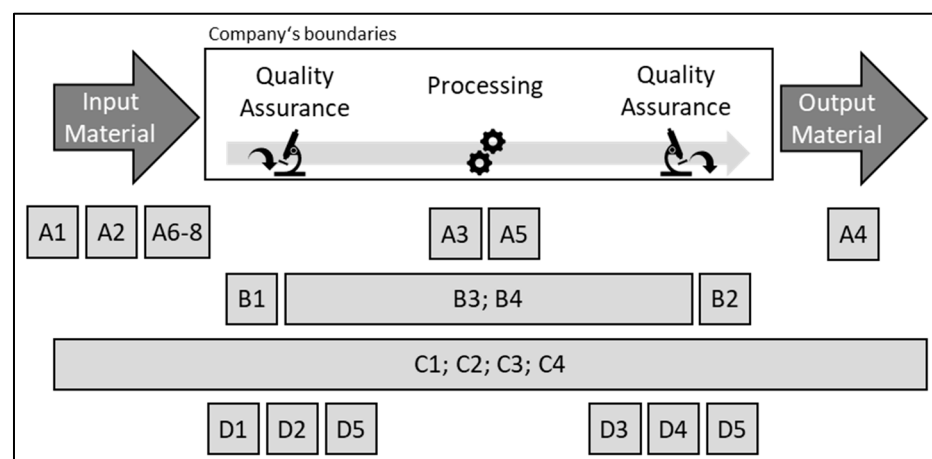 Company‘s boundaries
Input
Material
Quality
Assurance
Processing
Quality
Assurance
Output
Material
A1 A2 A6-8 A3 A5 A4
B1 B3; B4 B2
C1; C2; C3; C4
D1 D2 D5 D3 D4 D5